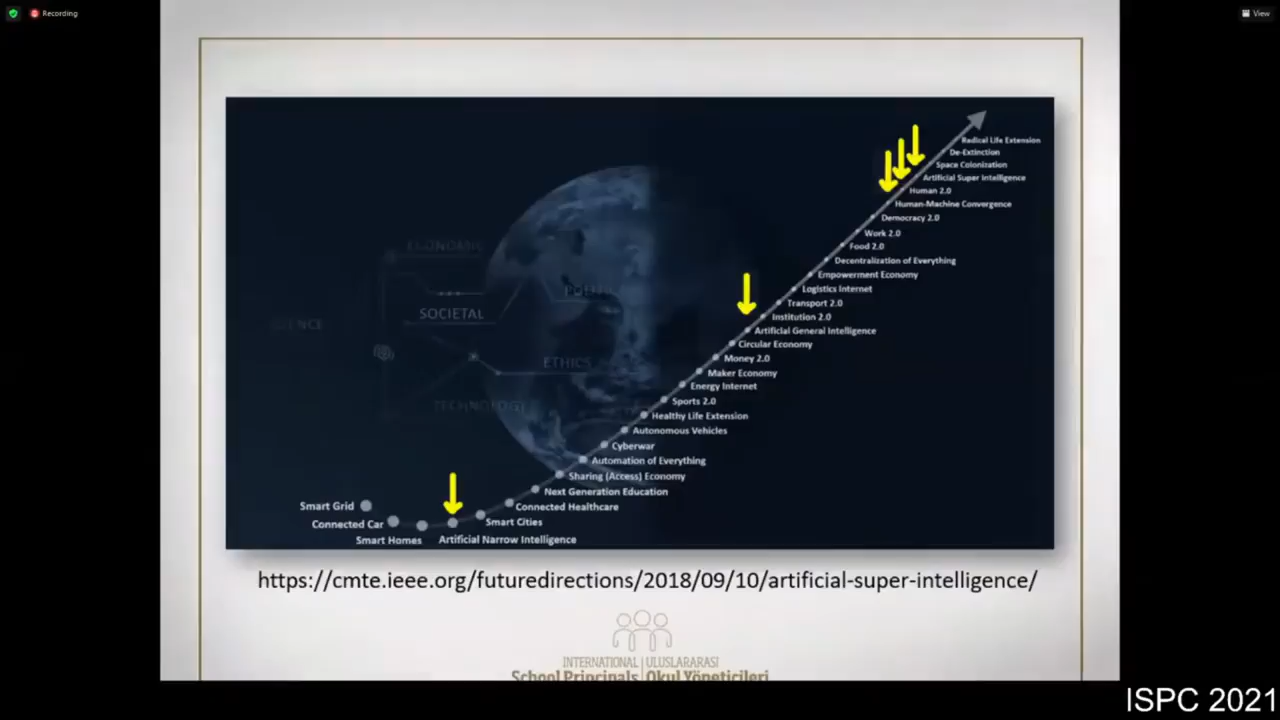 Recording
View
ECONOMIC
SOCIETAL
ETHICS
TECHNOLOGY
Radical Life Extension
De-Extinction
Space Colonization
Artificial Super Intelligence
Human 2.0
Human-Machine Convergence
Democracy 2.0
Work 2.0
Food 2.0
Decentralization of Everything
Empowerment Economy
Logistics Internet
Transport 2.0
Institution 2.0
Artificial General Intelligence
Circular Economy
Money 2.0
Maker Economy
Energy Internet
Sports 2.0
Healthy Life Extension
Autonomous Vehicles
Cyberwar
Automation of Everything
Sharing (Access) Economy
Next Generation Education
Connected Healthcare
Smart Cities
Artificial Narrow Intelligence
Smart Grid
Connected Car
Smart Homes
https://cmte.ieee.org/futuredirections/2018/09/10/artificial-super-intelligence/
INTERNATIONAL ULUSLARARASI
School Principals Okul Yöneticileri
ISPC 2021